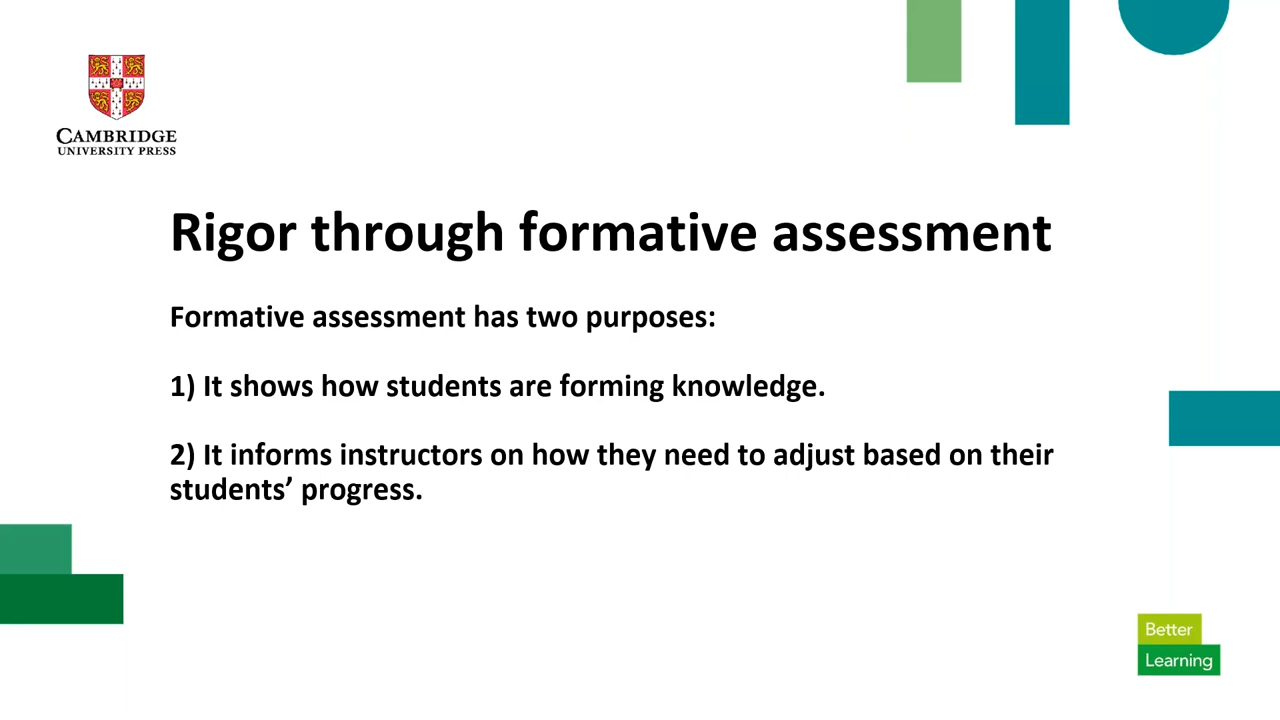 CAMBRIDGE
UNIVERSITY PRESS
Rigor through formative assessment
Formative assessment has two purposes:
1) It shows how students are forming knowledge.
2) It informs instructors on how they need to adjust based on their
students’ progress.
Better
Learning